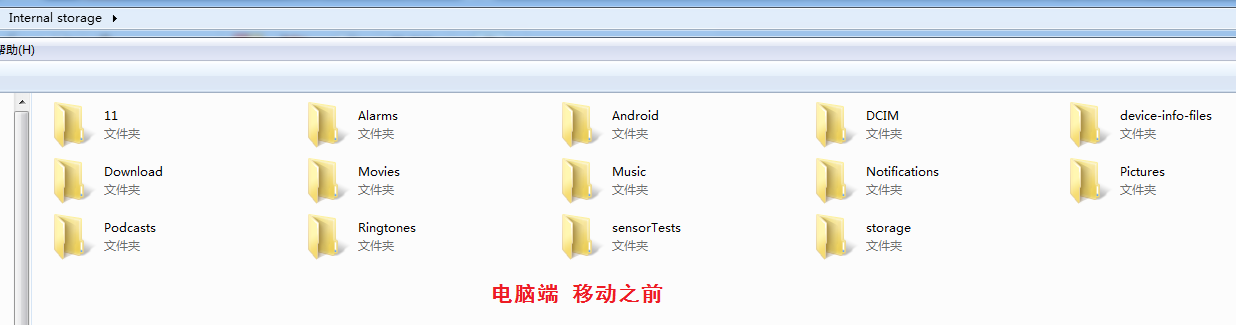 Internal storage
帮助(H)
11 Alarms Android DCIM device-info-files
文件夹 文件夹 文件夹 文件夹 文件夹
Download Movies Music Notifications Pictures
文件夹 文件夹 文件夹 文件夹 文件夹
Podcasts Ringtones sensorTests storage
文件夹 文件夹 文件夹 文件夹
电脑端 移动之前